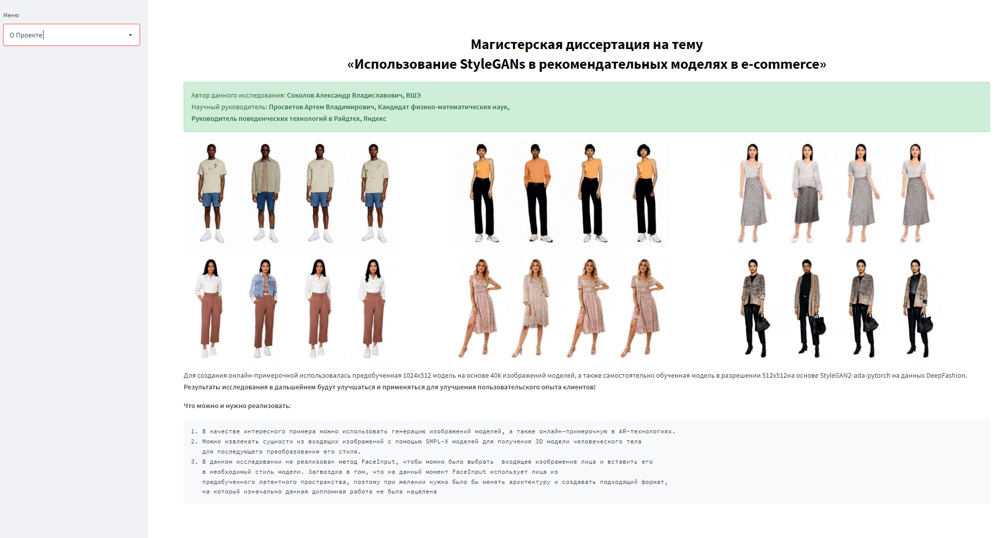 Меню
О Проекте
Магистерская диссертация на тему
«Использование StyleGANs в рекомендательных моделях в e-commerce»
Автор данного исследования: Соколов Александр Владиславович, ВШЭ
Научный руководитель: Просветов Артем Владимирович, Кандидат физико-математических наук,
Руководитель поведенческих технологий в Райдтех, Яндекс
Для создания онлайн-примерочной использовалась предобученная 1024x512 модель на основе 40k изображений моделей, а также самостоятельно обученная модель в разрешении 512x512на основе StyleGAN2-ada-pytorch на данных DeepFashion.
Результаты исследования в дальнейшем будут улучшаться и применяться для улучшения пользовательского опыта клиентов!
Что можно и нужно реализовать:
1. В качестве интересного примера можно использовать генерацию изображений моделей, а также онлайн-примерочную в AR-технологиях.
2. Можно извлекать сущности из входящих изображений с помощью SMPL-X моделей для получения 3D модели человеческого тела
для последующего преобразования его стиля.
3. В данном исследовании не реализован метод FaceInput, чтобы можно было выбрать  входящее изображение лица и вставить его
в необходимый стиль модели. Загвоздка в том, что на данный момент FaceInput использует лица из
предобученного латентного пространства, поэтому при желании нужно было бы менять архитектуру и создавать подходящий формат,
на который изначально данная дипломная работа не была нацелена